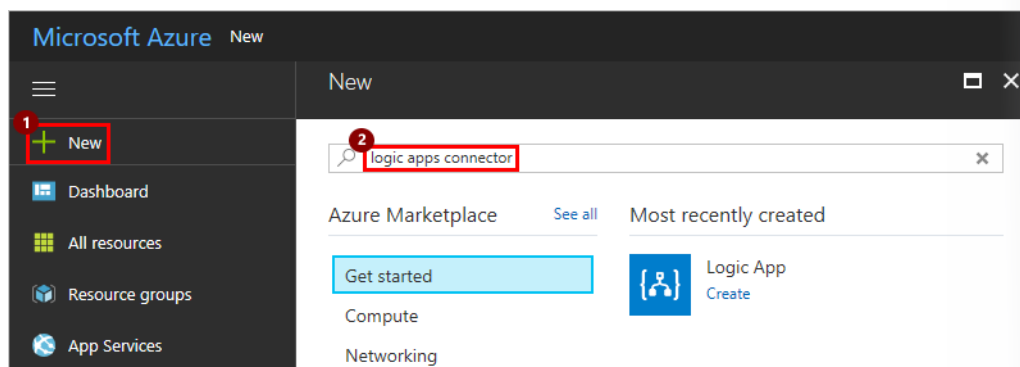 Microsoft Azure New
New
1
New
2
logic apps connector
Dashboard
All resources
Resource groups
App Services
Azure Marketplace See all
Get started
Compute
Networking
Most recently created
Logic App
Create